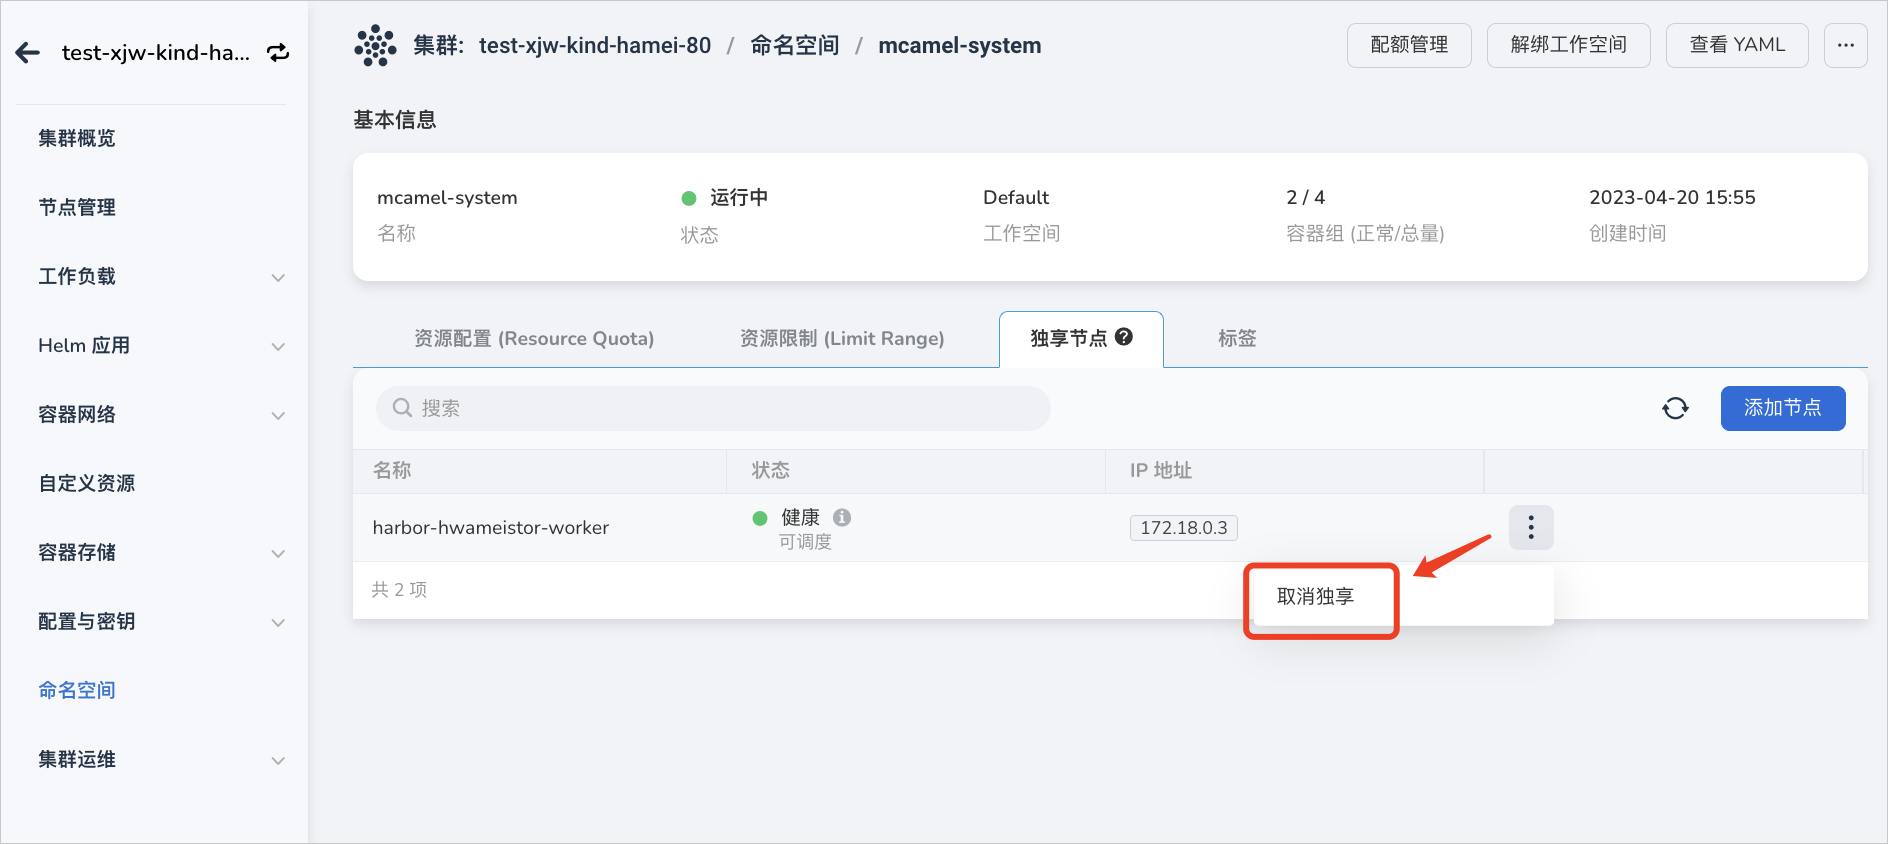 test-xjw-kind-ha...
集群概览
节点管理
工作负载
Helm 应用
容器网络
自定义资源
容器存储
配置与密钥
命名空间
集群运维
集群: test-xjw-kind-hamei-80 / 命名空间 / mcamel-system
配额管理
解绑工作空间
查看 YAML
基本信息
mcamel-system
名称
运行中
状态
Default
工作空间
2 / 4
容器组 (正常/总量)
2023-04-20 15:55
创建时间
资源配置 (Resource Quota)
资源限制 (Limit Range)
独享节点
标签
搜索
添加节点
名称
状态
IP 地址
harbor-hwameistor-worker
健康
可调度
172.18.0.3
共 2 项
取消独享